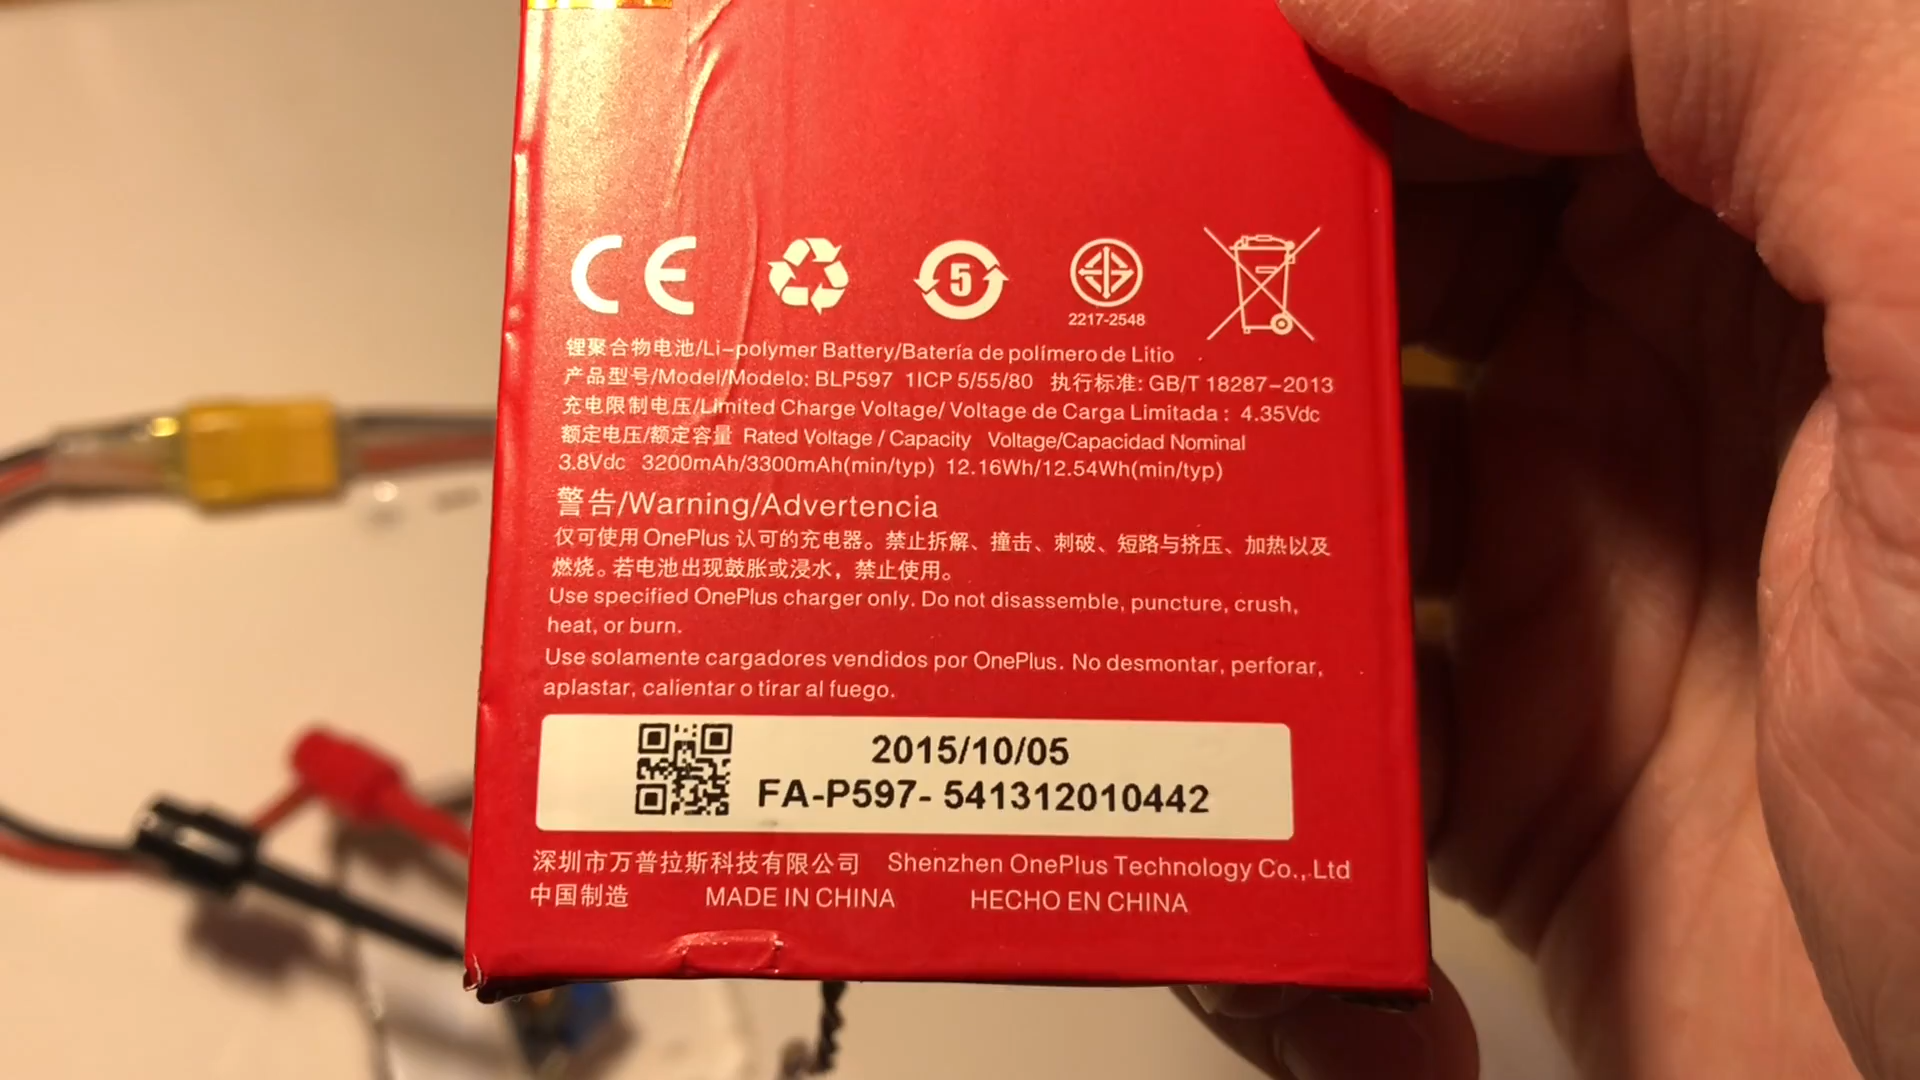 CE
5
2217-2548
锂聚合物电池/Li-polymer Battery/Batería de polímero de Litio
产品型号/Model/Modelo: BLP597 1ICP 5/55/80 执行标准: GB/T 18287-2013
充电限制电压/Limited Charge Voltage/ Voltage de Carga Limitada : 4.35Vdc
额定电压/额定容量 Rated Voltage / Capacity Voltage/Capacidad Nominal
3.8Vdc 3200mAh/3300mAh(min/typ) 12.16Wh/12.54Wh(min/typ)
警告/Warning/Advertencia
仅可使用 OnePlus 认可的充电器。禁止拆解、撞击、刺破、短路与挤压、加热以及
燃烧。若电池出现鼓胀或浸水，禁止使用。
Use specified OnePlus charger only. Do not disassemble, puncture, crush,
heat, or burn.
Use solamente cargadores vendidos por OnePlus. No desmontar, perforar,
aplastar, calientar o tirar al fuego.
2015/10/05
FA-P597- 541312010442
深圳市万普拉斯科技有限公司 Shenzhen OnePlus Technology Co.,Ltd
中国制造 MADE IN CHINA HECHO EN CHINA